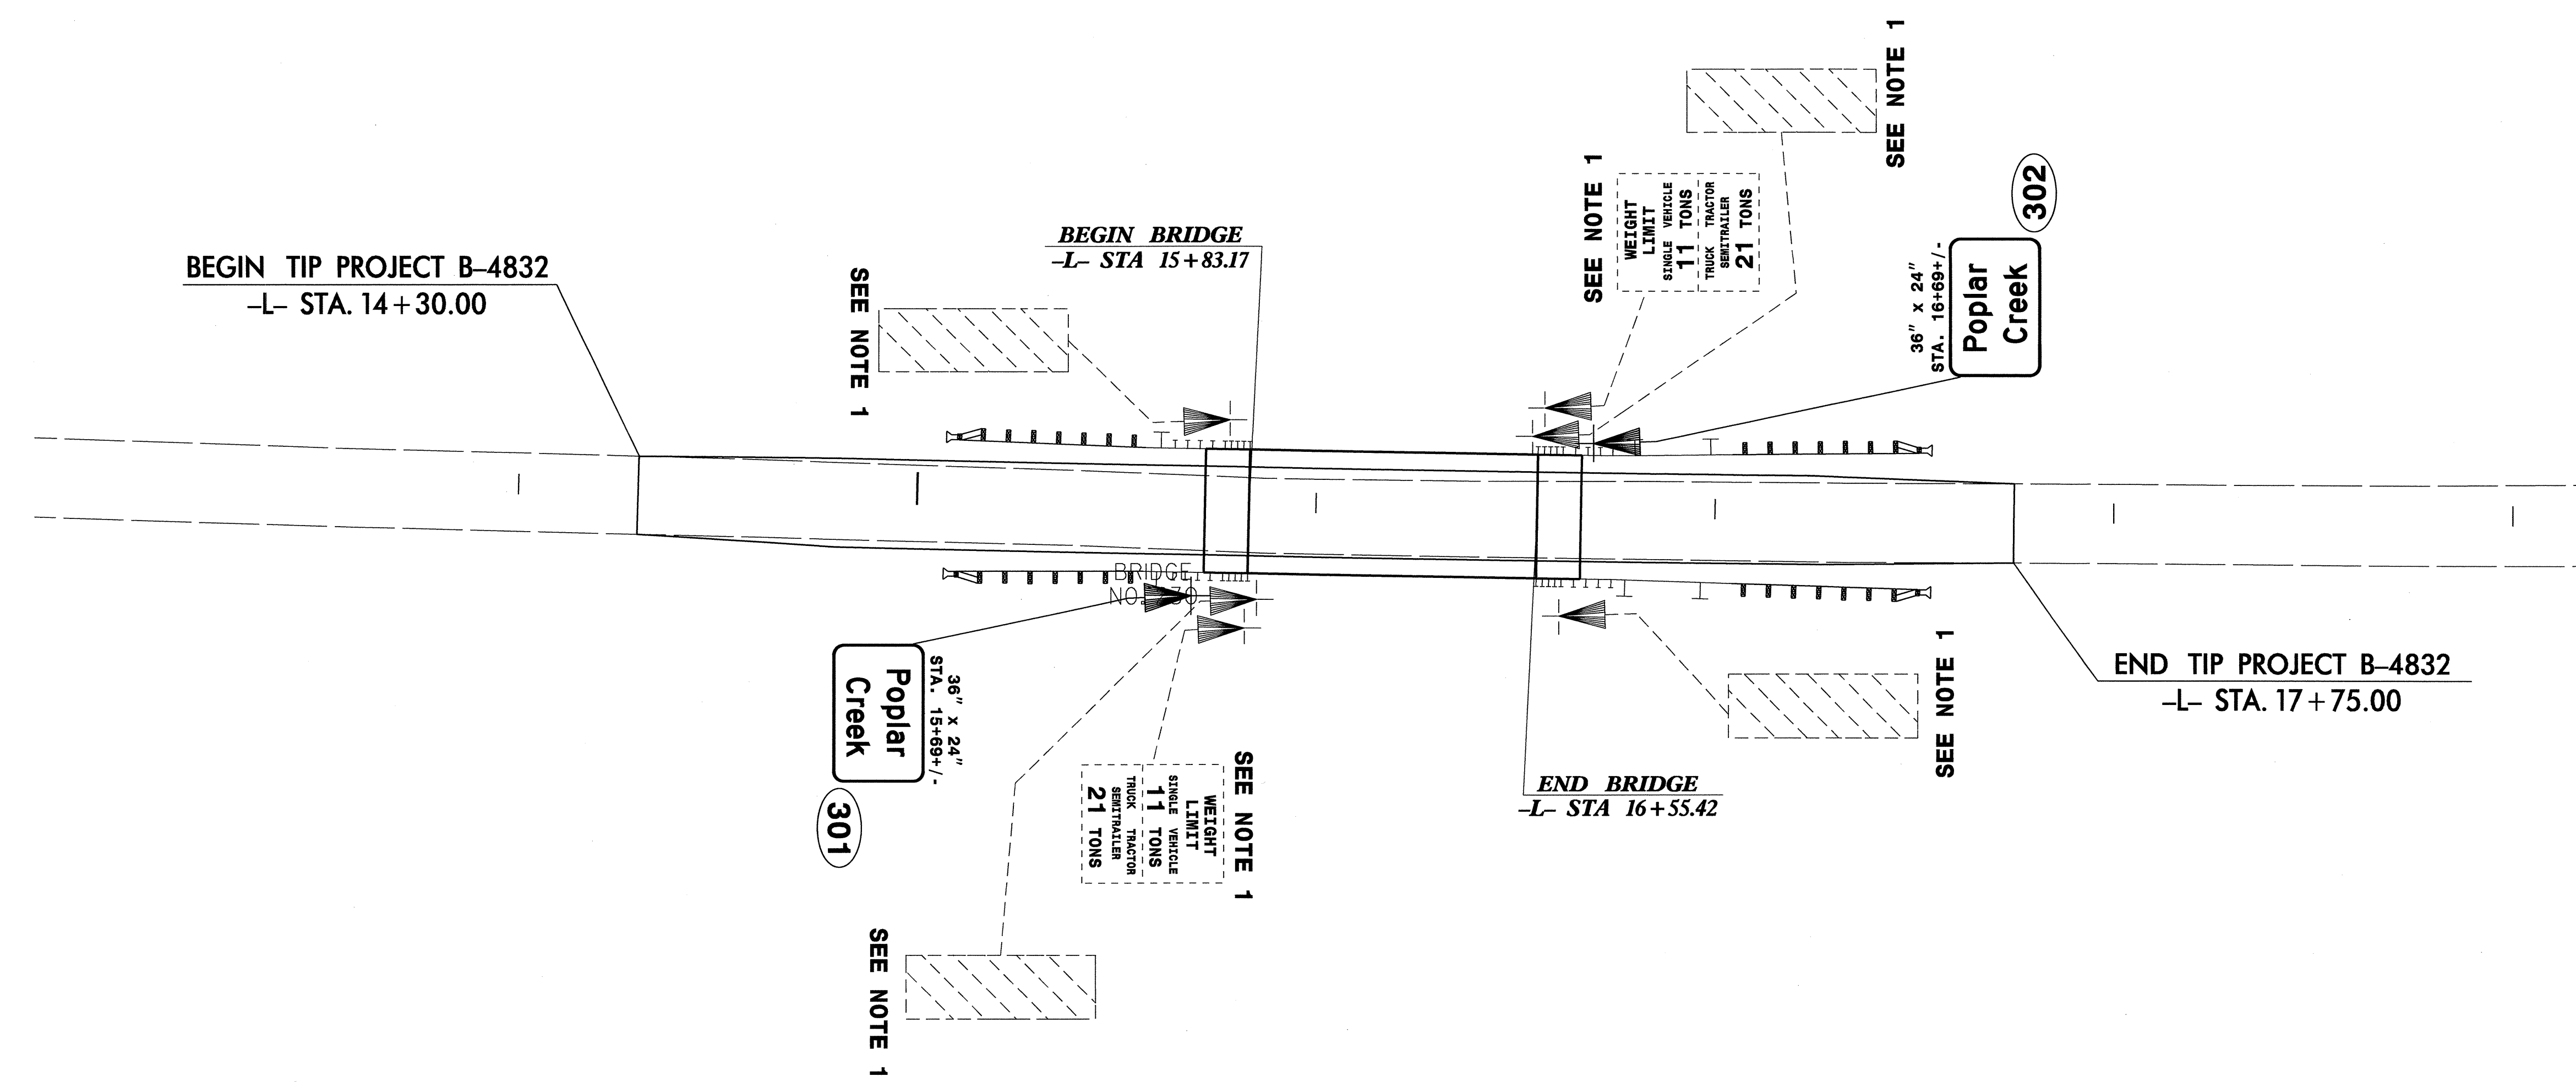 BEGIN TIP PROJECT B–4832
–L– STA. 14+30.00
SEE NOTE 1
BEGIN BRIDGE
–L– STA 15+83.17
SEE NOTE 1
WEIGHT
LIMIT
SINGLE VEHICLE
11 TONS
TRUCK TRACTOR
SEMITRAILER
21 TONS
SEE NOTE 1
302
Poplar
Creek
36" x 24"
STA. 16+69+/-
BRIDGE
NO.
301
Poplar
Creek
36" x 24"
STA. 15+69+/-
SEE NOTE 1
WEIGHT
LIMIT
SINGLE VEHICLE
11 TONS
TRUCK TRACTOR
SEMITRAILER
21 TONS
SEE NOTE 1
END BRIDGE
–L– STA 16+55.42
SEE NOTE 1
END TIP PROJECT B–4832
–L– STA. 17+75.00